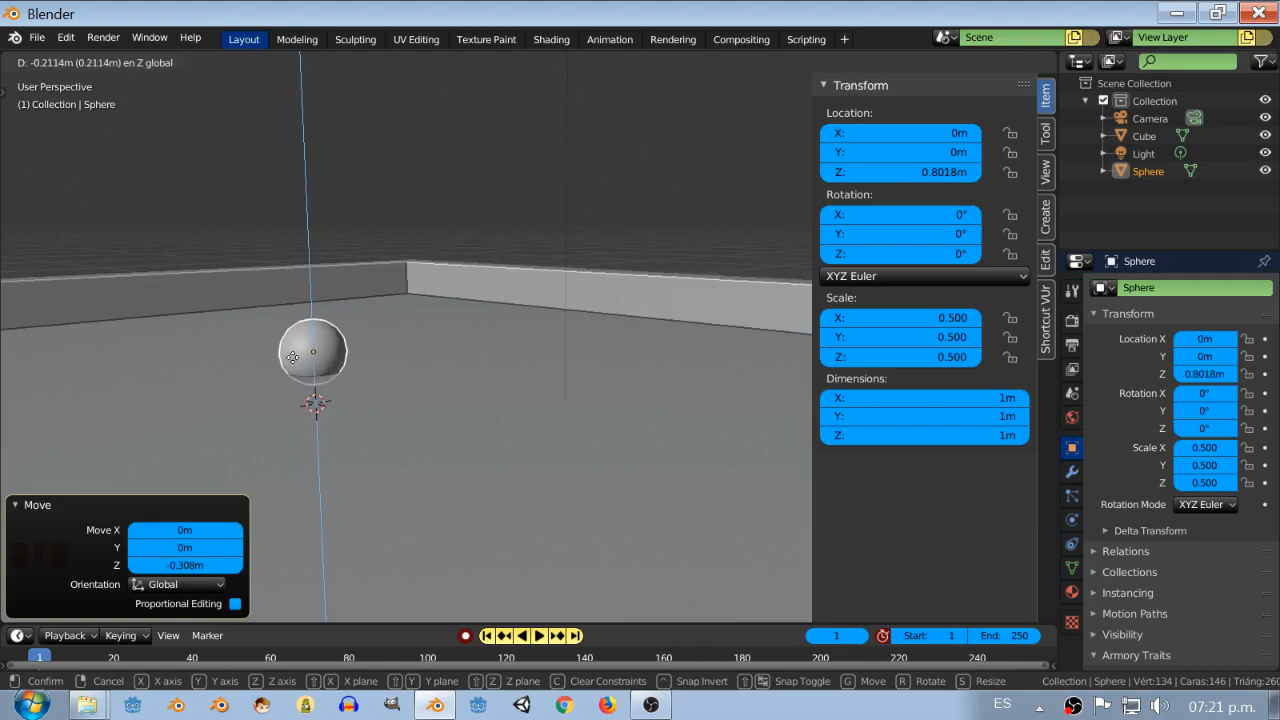 Blender
File Edit Render Window Help Layout Modeling Sculpting UV Editing Texture Paint Shading Animation Rendering Compositing Scripting + Scene View Layer
D: -0.2114m (0.2114m) en Z global
User Perspective
(1) Collection | Sphere
Transform
Location:
X: 0m
Y: 0m
Z: 0.8018m
Rotation:
X: 0°
Y: 0°
Z: 0°
XYZ Euler
Scale:
X: 0.500
Y: 0.500
Z: 0.500
Dimensions:
X: 1m
Y: 1m
Z: 1m
Item
Tool
View
Create
Edit
Shortcut VUr
Scene Collection
Collection
Camera
Cube
Light
Sphere
Sphere
Sphere
Transform
Location X 0m
Y 0m
Z 0.8018m
Rotation X 0°
Y 0°
Z 0°
Scale X 0.500
Y 0.500
Z 0.500
Rotation Mode XYZ Euler
Delta Transform
Relations
Collections
Instancing
Motion Paths
Visibility
Armory Traits
Move
Move X 0m
Y 0m
Z -0.308m
Orientation Global
Proportional Editing
Playback Keying View Marker 1 Start: 1 End: 250
1 20 40 60 80 100 120 140 160 180 200 220 240
Confirm Cancel X X axis Y Y axis Z Z axis X X plane Y Y plane Z Z plane C Clear Constraints Snap Invert Snap Toggle G Move R Rotate S Resize Collection | Sphere | Vért:134 | Caras:146 | Triáng:260
ES 07:21 p.m.